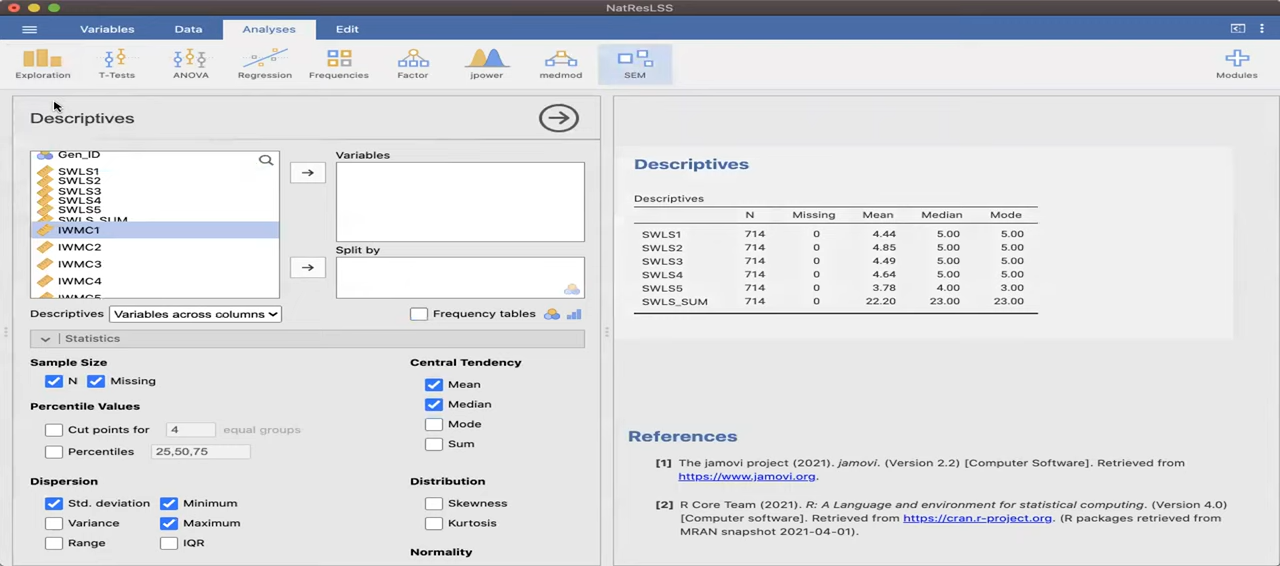 NatResLSS
Variables Data Analyses Edit
Exploration T-Tests ANOVA Regression Frequencies Factor jpower medmod SEM Modules
Descriptives
Gen_ID
SWLS1
SWLS2
SWLS3
SWLS4
SWLS5
SWLS_SUM
IWMC1
IWMC2
IWMC3
IWMC4
IWMC5
Variables
Split by
Descriptives Variables across columns Frequency tables
Statistics
Sample Size
N Missing
Percentile Values
Cut points for 4 equal groups
Percentiles 25,50,75
Dispersion
Std. deviation Minimum
Variance Maximum
Range IQR
Central Tendency
Mean
Median
Mode
Sum
Distribution
Skewness
Kurtosis
Normality
Descriptives
Descriptives
N Missing Mean Median Mode
SWLS1 714 0 4.44 5.00 5.00
SWLS2 714 0 4.85 5.00 5.00
SWLS3 714 0 4.49 5.00 5.00
SWLS4 714 0 4.64 5.00 5.00
SWLS5 714 0 3.78 4.00 3.00
SWLS_SUM 714 0 22.20 23.00 23.00
References
[1] The jamovi project (2021). jamovi. (Version 2.2) [Computer Software]. Retrieved from
https://www.jamovi.org.
[2] R Core Team (2021). R: A Language and environment for statistical computing. (Version 4.0)
[Computer software]. Retrieved from https://cran.r-project.org. (R packages retrieved from
MRAN snapshot 2021-04-01).